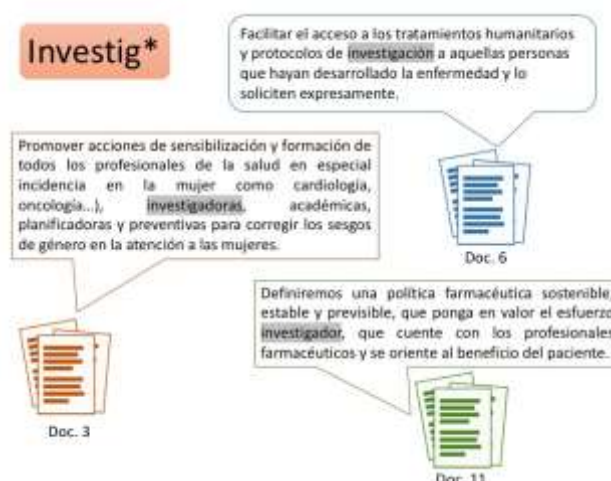 Investig*
Facilitar el acceso a los tratamientos humanitarios
y protocolos de investigación a aquellas personas
que hayan desarrollado la enfermedad y lo
soliciten expresamente.
Promover acciones de sensibilización y formación de
todos los profesionales de la salud en especial
incidencia en la mujer como cardiología,
oncología...), investigadoras, académicas,
planificadoras y preventivas para corregir los sesgos
de género en la atención a las mujeres.
Doc. 6
Definiremos una política farmacéutica sostenible,
estable y previsible, que ponga en valor el esfuerzo
investigador, que cuente con los profesionales
farmacéuticos y se oriente al beneficio del paciente.
Doc. 3
Doc. 11